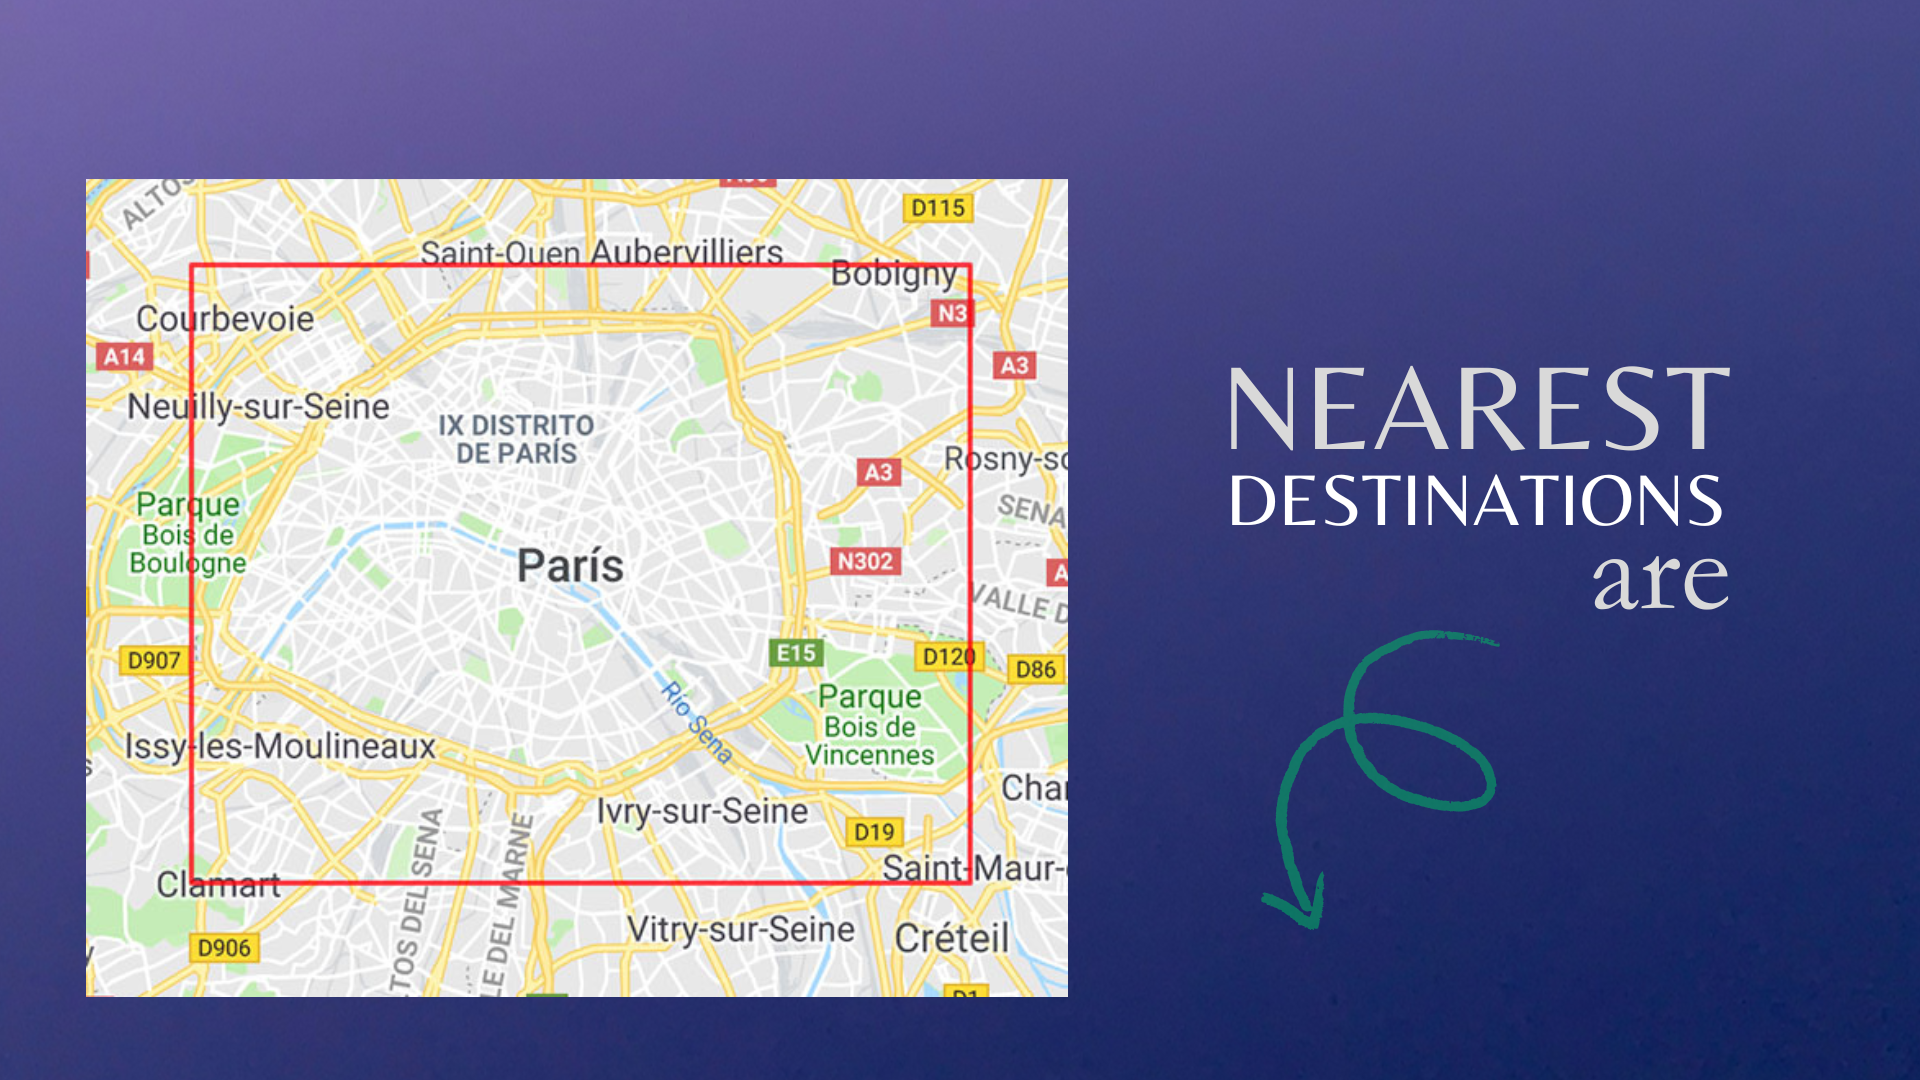 ALTOS
D115
Saint-Ouen Aubervilliers
Bobigny
N3
Courbevoie
A14
A3
Neuilly-sur-Seine
IX DISTRITO
DE PARÍS
A3
Rosny-so
Parque
Bois de
Boulogne
SENA
París
N302
A
VALLE D
D907
E15
D120
D86
Parque
Bois de
Vincennes
Río Sena
Issy-les-Moulineaux
Char
Ivry-sur-Seine
D19
Saint-Maur-
Clamart
TOS DEL SENA
LE DEL MARNE
Vitry-sur-Seine
Créteil
D906
D1
NEAREST
DESTINATIONS
are